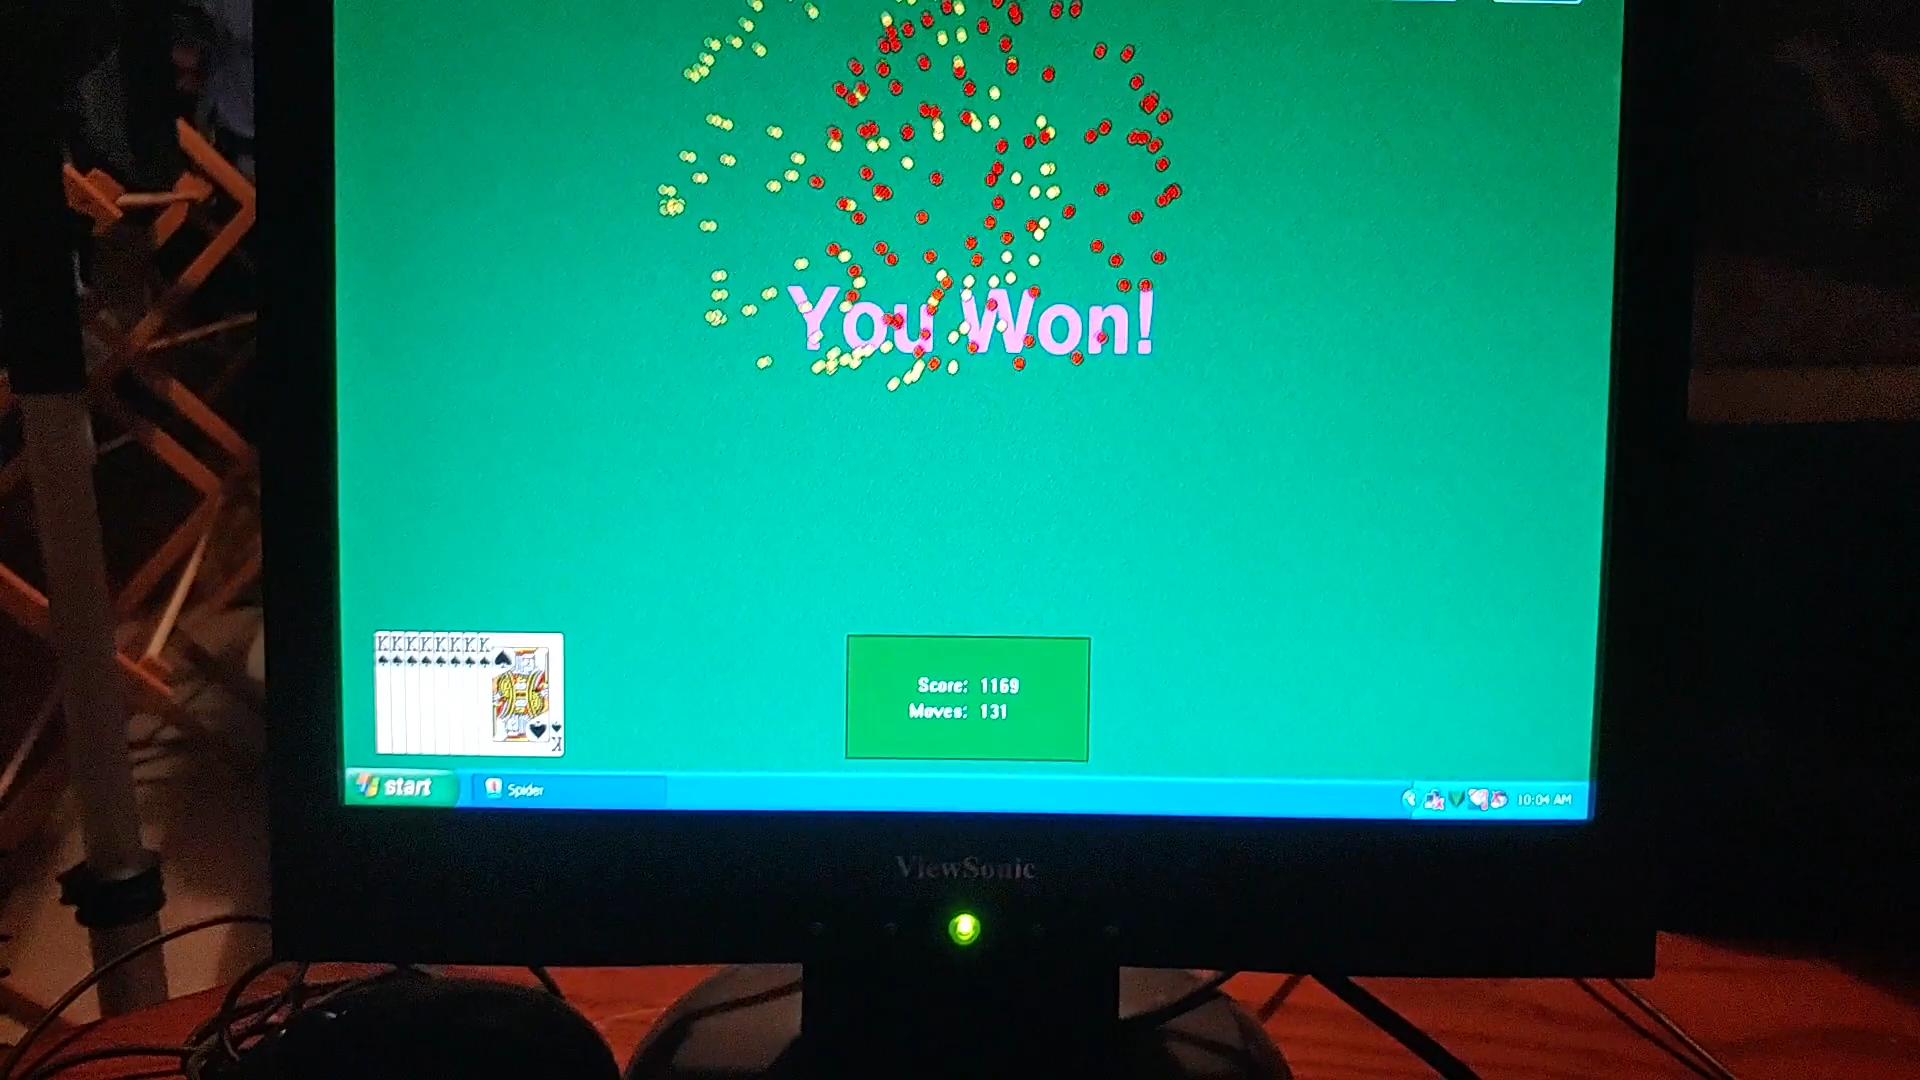 You Won!
K K K K K K K K
K
Score: 1169
Moves: 131
start
Spider
10:04 AM
ViewSonic